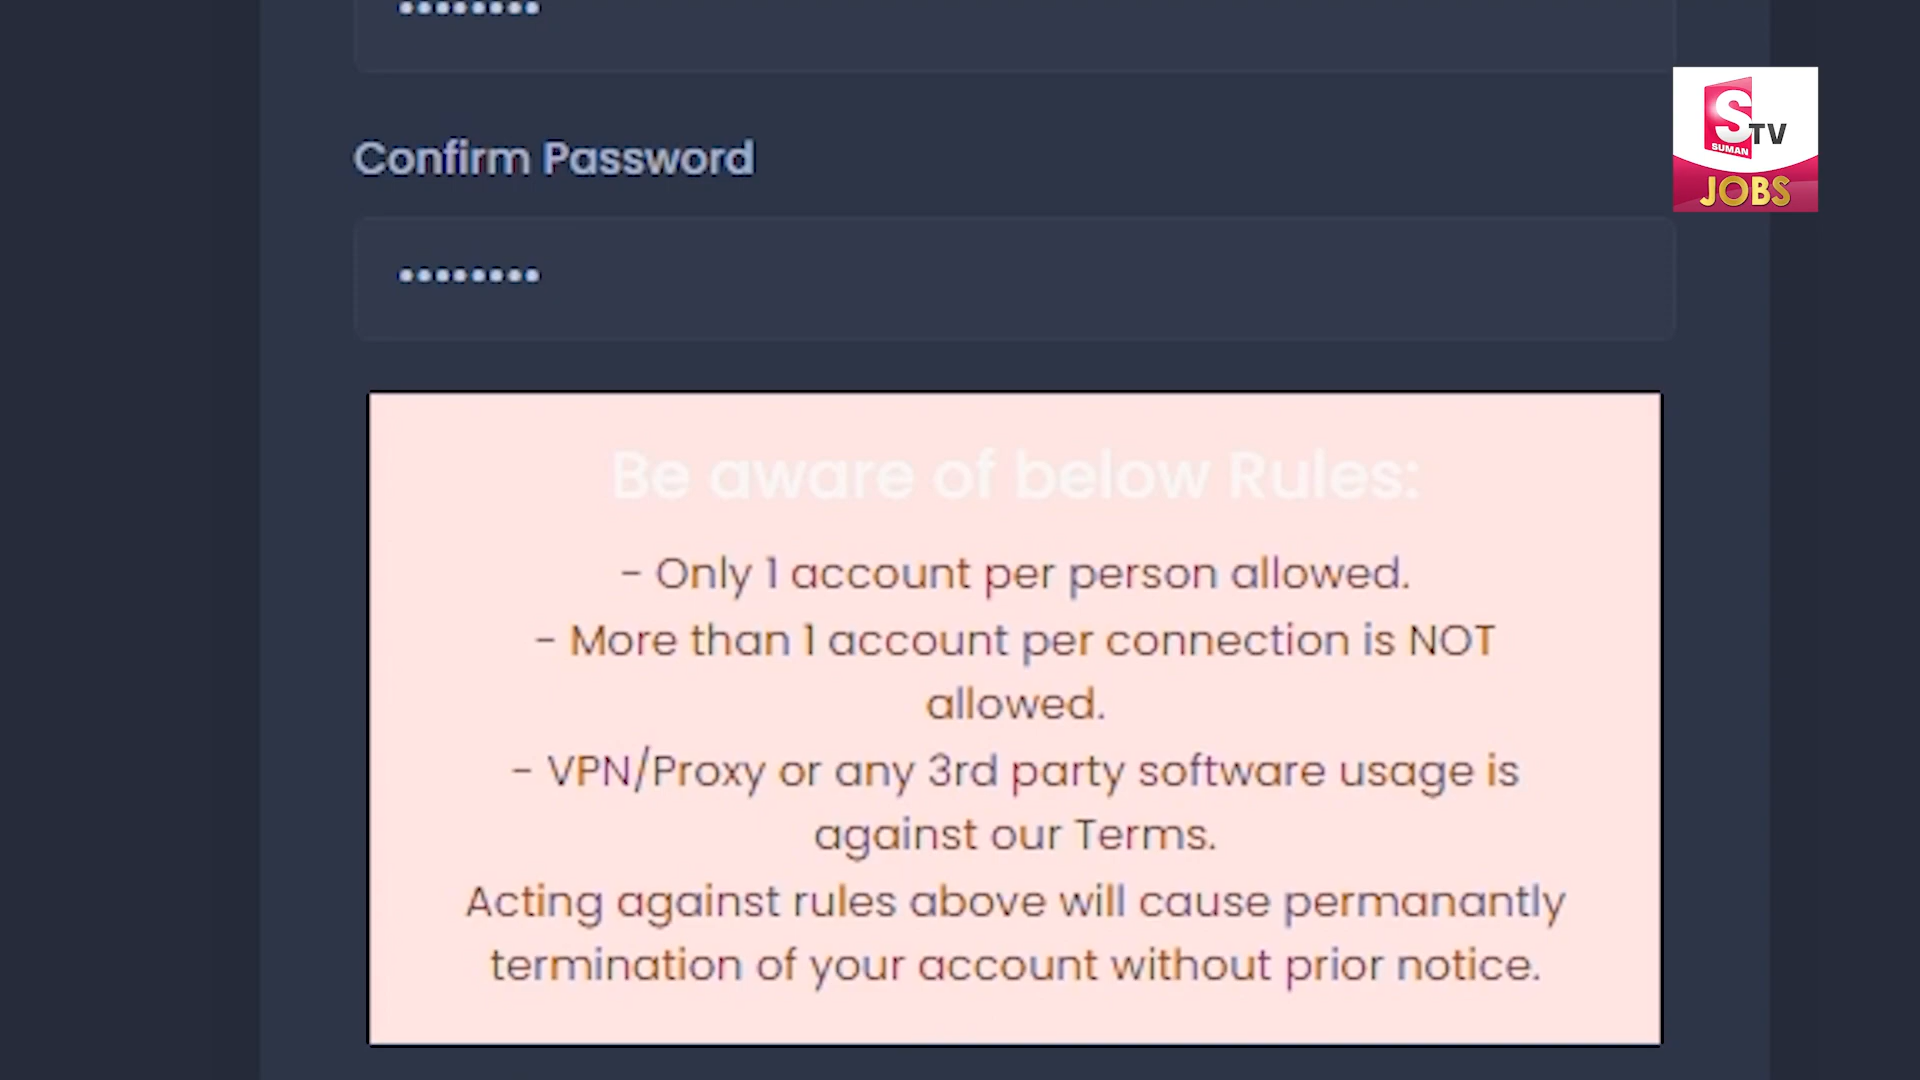 ••••••••
Confirm Password
••••••••
Be aware of below Rules:
- Only 1 account per person allowed.
- More than 1 account per connection is NOT
allowed.
- VPN/Proxy or any 3rd party software usage is
against our Terms.
Acting against rules above will cause permanantly
termination of your account without prior notice.
S TV
SUMAN
JOBS